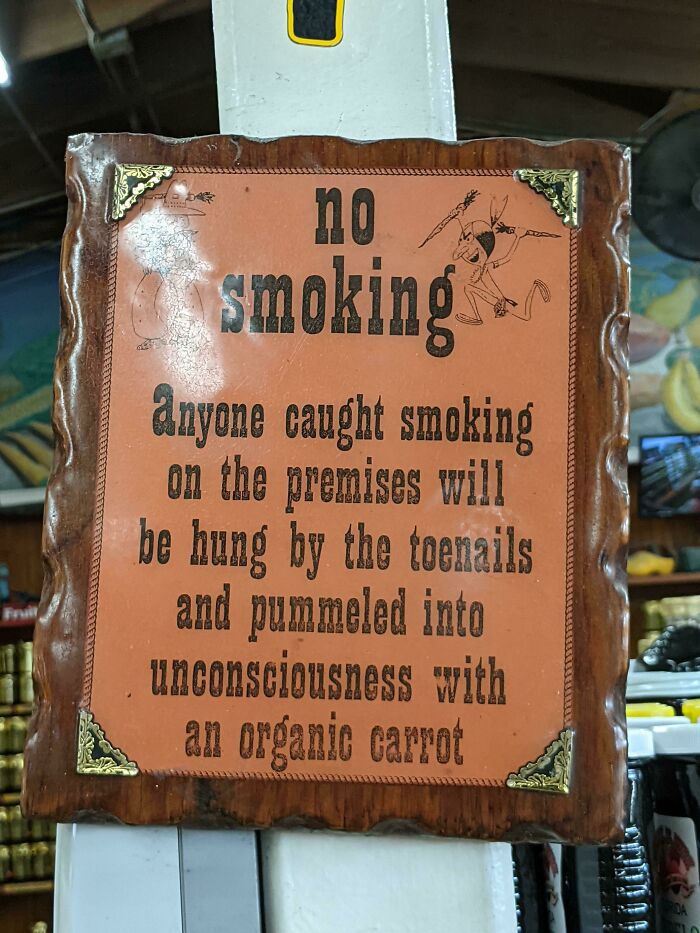 no
smoking
anyone caught smoking
on the premises will
be hung by the toenails
and pummeled into
unconsciousness with
an organic carrot